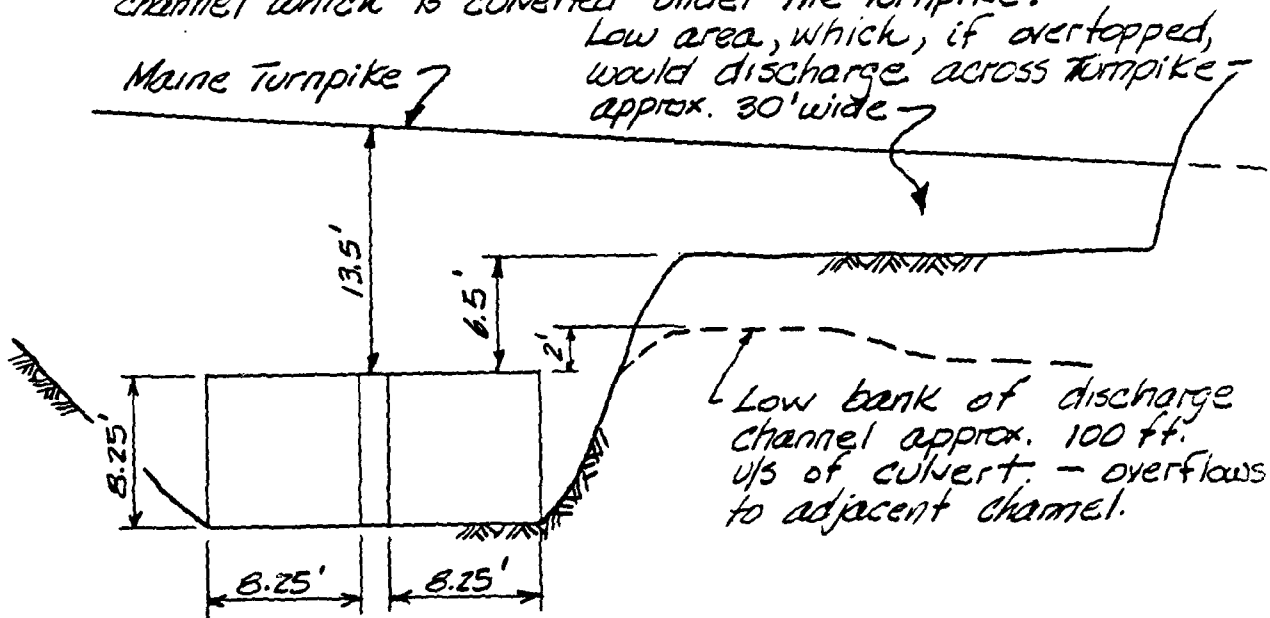 channel which is culverted under the Turnpike.
Low area, which, if overtopped,
would discharge across Turnpike -
approx. 30' wide
Maine Turnpike
13.5'
6.5'
2'
8.25'
Low bank of discharge
channel approx. 100 ft.
u/s of culvert. - overflows
to adjacent channel.
8.25'
8.25'